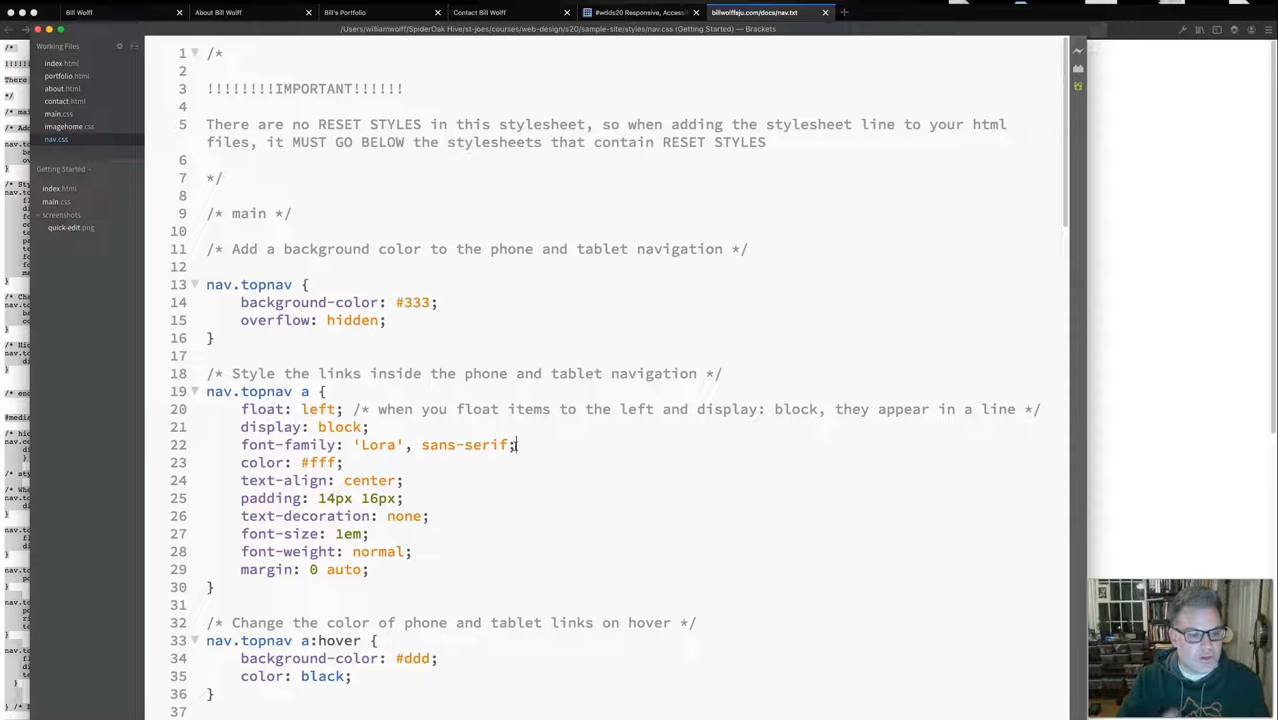 Bill Wolff
About Bill Wolff
Bill's Portfolio
Contact Bill Wolff
#wdds20 Responsive, Access
billwolffsju.com/docs/nav.txt
/Users/williamwolff/SpiderOak Hive/st-joes/courses/web-design/s20/sample-site/styles/nav.css (Getting Started) — Brackets
Working Files
index.html
portfolio.html
about.html
contact.html
main.css
imagehome.css
nav.css
Getting Started
index.html
main.css
screenshots
quick-edit.png
1 /*
2
3 !!!!!!!!IMPORTANT!!!!!!
4
5 There are no RESET STYLES in this stylesheet, so when adding the stylesheet line to your html
files, it MUST GO BELOW the stylesheets that contain RESET STYLES
6
7 */
8
9 /* main */
10
11 /* Add a background color to the phone and tablet navigation */
12
13 nav.topnav {
14 background-color: #333;
15 overflow: hidden;
16 }
17
18 /* Style the links inside the phone and tablet navigation */
19 nav.topnav a {
20 float: left; /* when you float items to the left and display: block, they appear in a line */
21 display: block;
22 font-family: 'Lora', sans-serif;
23 color: #fff;
24 text-align: center;
25 padding: 14px 16px;
26 text-decoration: none;
27 font-size: 1em;
28 font-weight: normal;
29 margin: 0 auto;
30 }
31
32 /* Change the color of phone and tablet links on hover */
33 nav.topnav a:hover {
34 background-color: #ddd;
35 color: black;
36 }
37